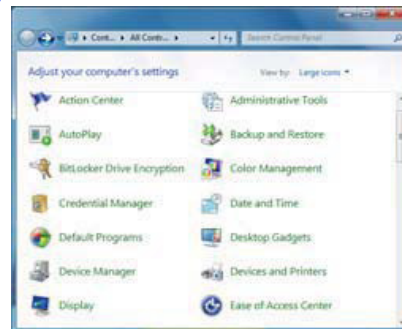 Cont... All Contr...
Search Control Panel
Adjust your computer's settings
View by: Large icons
Action Center Administrative Tools
AutoPlay Backup and Restore
BitLocker Drive Encryption Color Management
Credential Manager Date and Time
Default Programs Desktop Gadgets
Device Manager Devices and Printers
Display Ease of Access Center